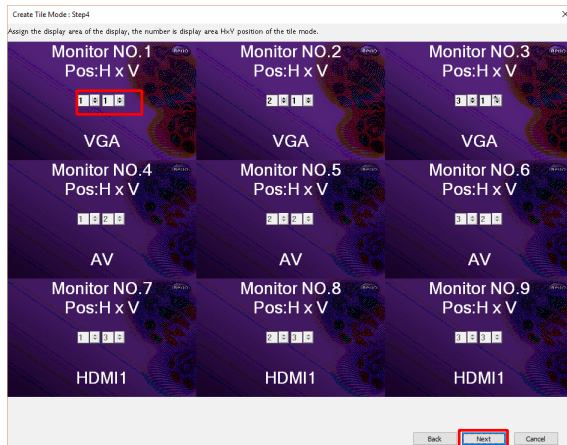 Create Tile Mode : Step4
Assign the display area of the display, the number is display area HxV position of the tile mode.
Monitor NO.1
Pos:H x V
1 1
VGA
Monitor NO.2
Pos:H x V
2 1
VGA
Monitor NO.3
Pos:H x V
3 1
VGA
Monitor NO.4
Pos:H x V
1 2
AV
Monitor NO.5
Pos:H x V
2 2
AV
Monitor NO.6
Pos:H x V
3 2
AV
Monitor NO.7
Pos:H x V
1 3
HDMI1
Monitor NO.8
Pos:H x V
2 3
HDMI1
Monitor NO.9
Pos:H x V
3 3
HDMI1
Back Next Cancel